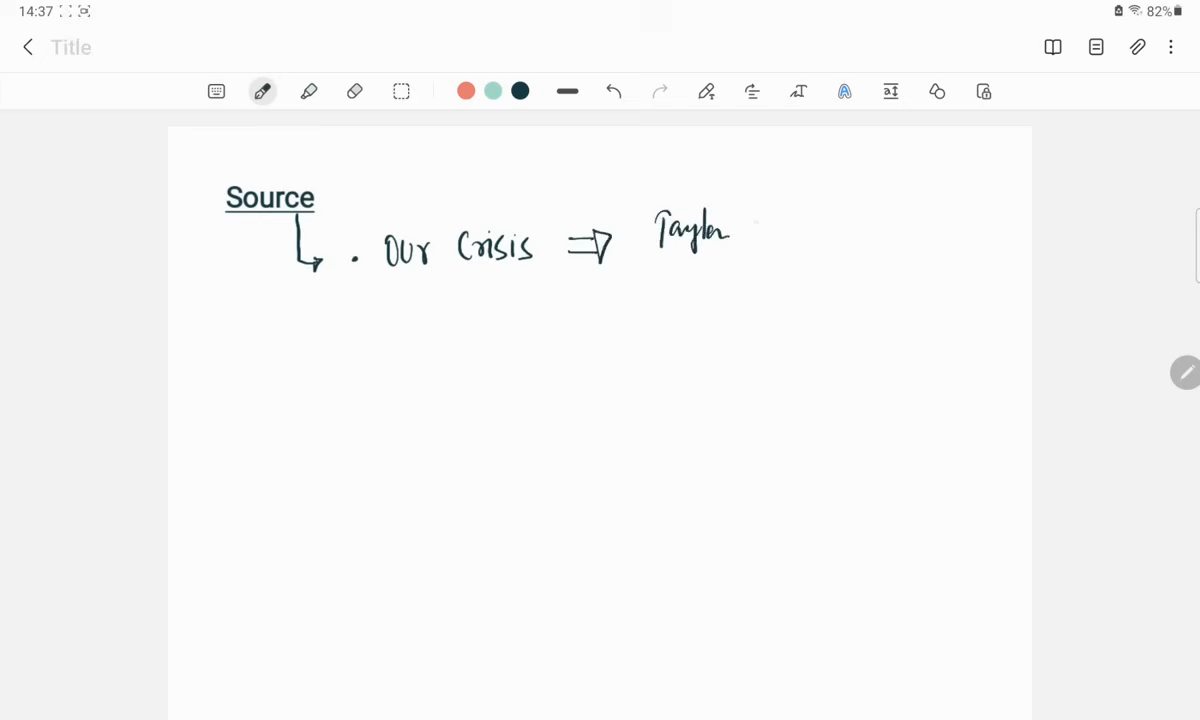 14:37 82%
Title
Source
. Our Crisis ⇒ Taylor